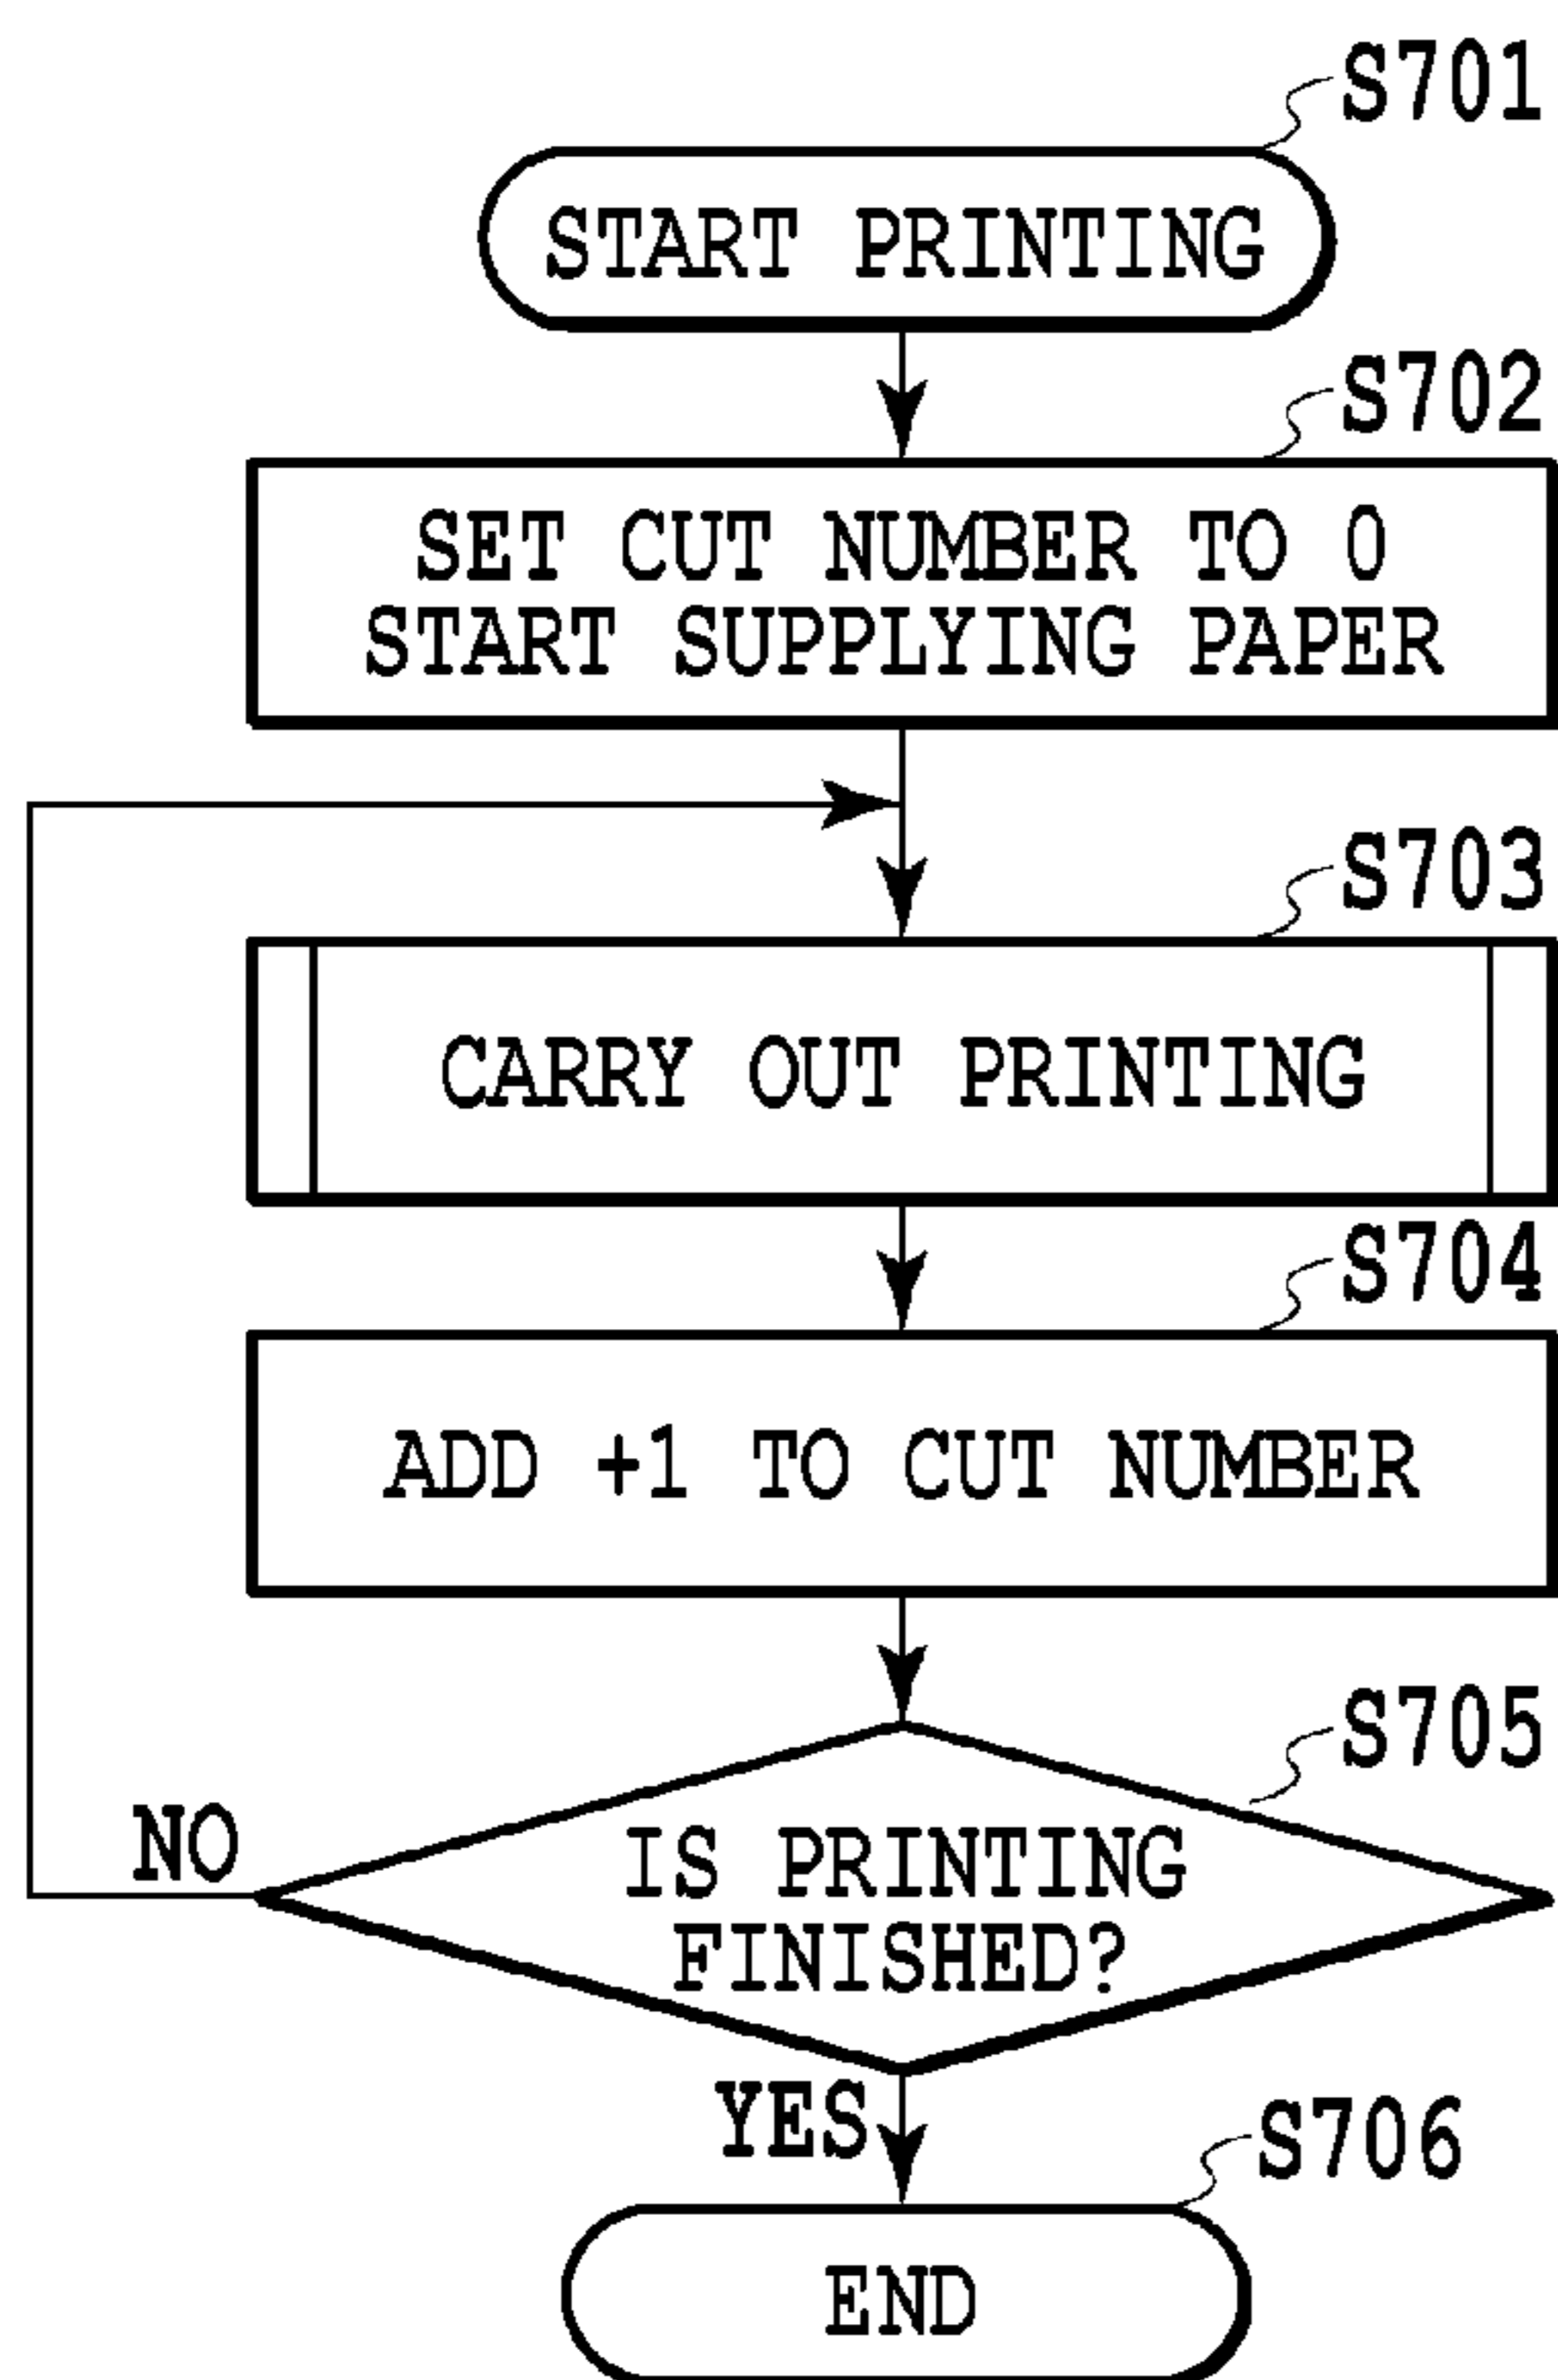 S701
START PRINTING
S702
SET CUT NUMBER TO 0
START SUPPLYING PAPER
S703
CARRY OUT PRINTING
S704
ADD +1 TO CUT NUMBER
S705
NO
IS PRINTING
FINISHED?
YES
S706
END